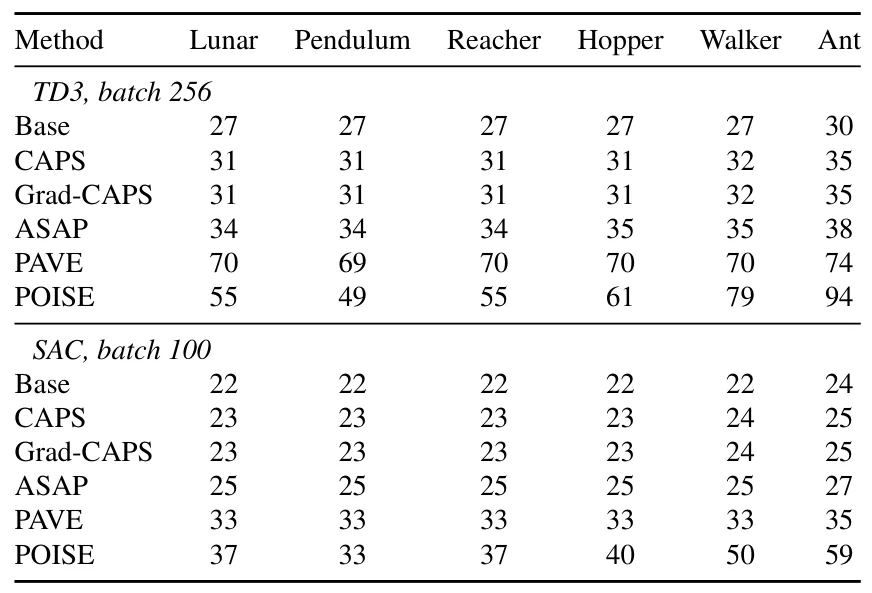 Method Lunar Pendulum Reacher Hopper Walker Ant
TD3, batch 256
Base 27 27 27 27 27 30
CAPS 31 31 31 31 32 35
Grad-CAPS 31 31 31 31 32 35
ASAP 34 34 34 35 35 38
PAVE 70 69 70 70 70 74
POISE 55 49 55 61 79 94
SAC, batch 100
Base 22 22 22 22 22 24
CAPS 23 23 23 23 24 25
Grad-CAPS 23 23 23 23 24 25
ASAP 25 25 25 25 25 27
PAVE 33 33 33 33 33 35
POISE 37 33 37 40 50 59